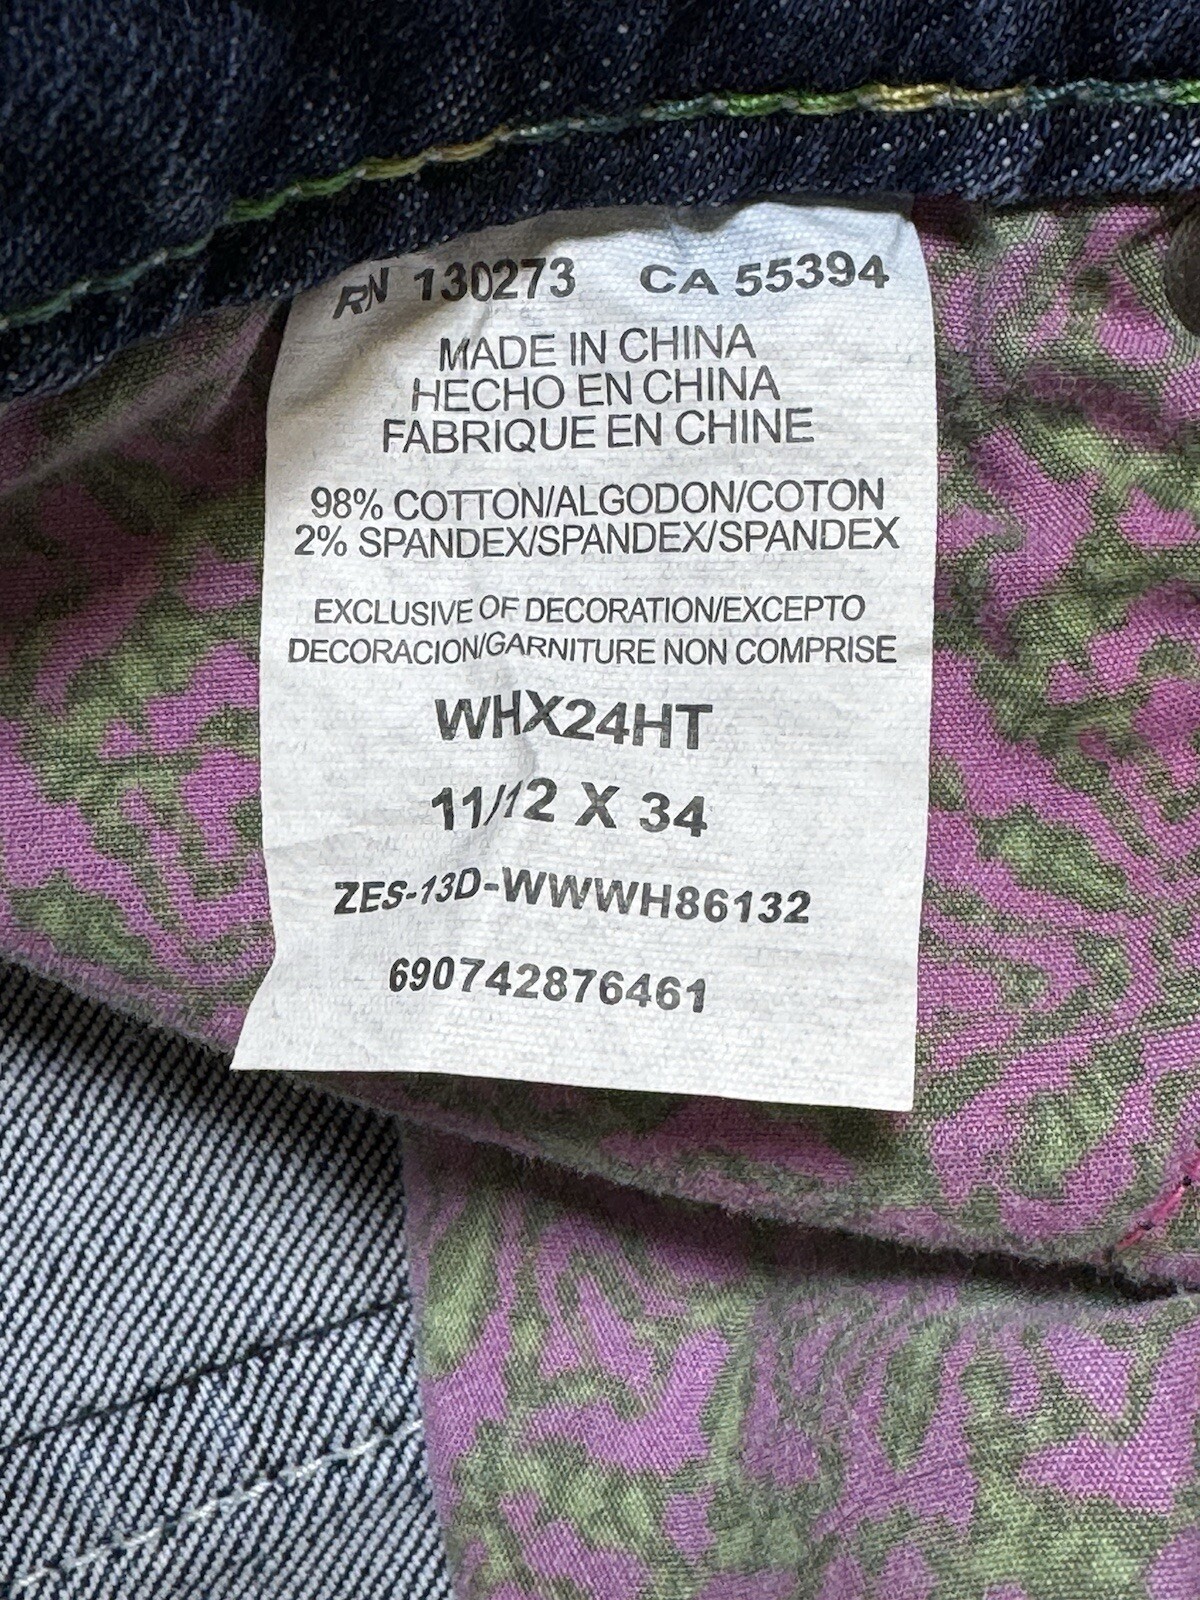 RN 130273 CA 55394
MADE IN CHINA
HECHO EN CHINA
FABRIQUE EN CHINE
98% COTTON/ALGODON/COTON
2% SPANDEX/SPANDEX/SPANDEX
EXCLUSIVE OF DECORATION/EXCEPTO
DECORACION/GARNITURE NON COMPRISE
WHX24HT
11/12 X 34
ZES-13D-WWWH86132
690742876461